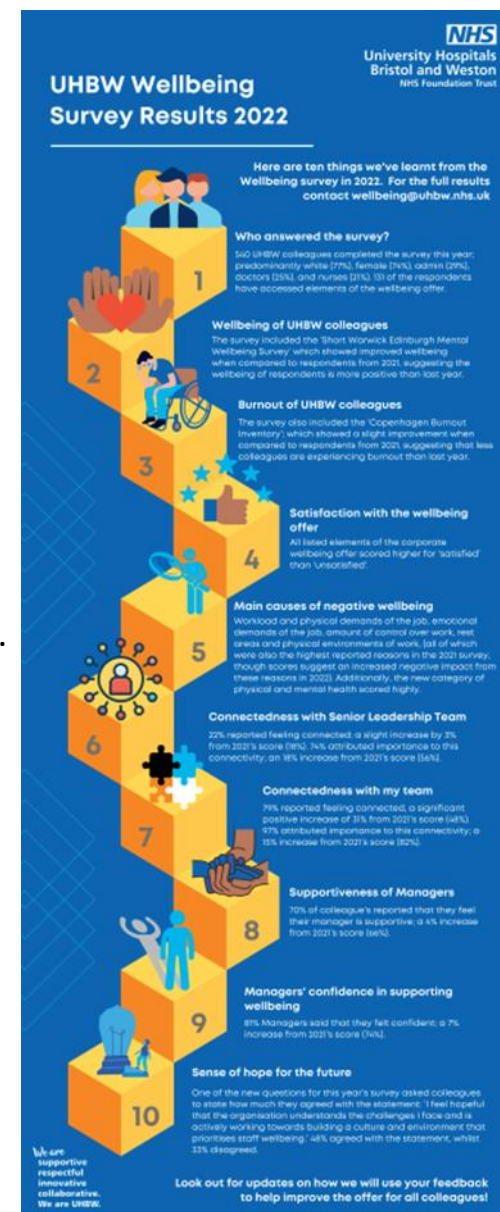 NHS
University Hospitals
Bristol and Weston
NHS Foundation Trust
UHBW Wellbeing
Survey Results 2022
Here are ten things we've learnt from the
Wellbeing survey in 2022. For the full results
contact wellbeing@uhbw.nhs.uk
Who answered the survey?
540 UHBW colleagues completed the survey this year;
predominantly white (77%), female (74%), admin (29%),
doctors (25%), and nurses (21%). 131 of the respondents
have accessed elements of the wellbeing offer.
1
Wellbeing of UHBW colleagues
The survey included the 'Short Warwick Edinburgh Mental
Wellbeing Survey' which showed improved wellbeing
when compared to respondents from 2021, suggesting the
wellbeing of respondents is more positive than last year.
2
Burnout of UHBW colleagues
The survey also included the 'Copenhagen Burnout
Inventory'; which showed a slight improvement when
compared to respondents from 2021, suggesting that less
colleagues are experiencing burnout than last year.
3
Satisfaction with the wellbeing
offer
All listed elements of the corporate
wellbeing offer scored higher for 'satisfied'
than 'unsatisfied'.
4
Main causes of negative wellbeing
Workload and physical demands of the job, emotional
demands of the job, amount of control over work, rest
areas and physical environments of work, (all of which
were also the highest reported reasons in the 2021 survey,
though scores suggest an increased negative impact from
these reasons in 2022). Additionally, the new category of
physical and mental health scored highly.
5
Connectedness with Senior Leadership Team
22% reported feeling connected; a slight increase by 3%
from 2021's score (18%). 74% attributed importance to this
connectivity; an 18% increase from 2021's score (56%).
6
Connectedness with my team
79% reported feeling connected, a significant
positive increase of 31% from 2021's score (48%).
97% attributed importance to this connectivity; a
15% increase from 2021's score (82%).
7
Supportiveness of Managers
70% of colleague's reported that they feel
their manager is supportive; a 4% increase
from 2021's score (66%).
8
Managers' confidence in supporting
wellbeing
81% Managers said that they felt confident; a 7%
increase from 2021's score (74%).
9
Sense of hope for the future
One of the new questions for this year's survey asked colleagues
to state how much they agreed with the statement: 'I feel hopeful
that the organisation understands the challenges I face and is
actively working towards building a culture and environment that
prioritises staff wellbeing.' 48% agreed with the statement, whilst
33% disagreed.
10
We are
supportive
respectful
innovative
collaborative.
We are UHBW.
Look out for updates on how we will use your feedback
to help improve the offer for all colleagues!